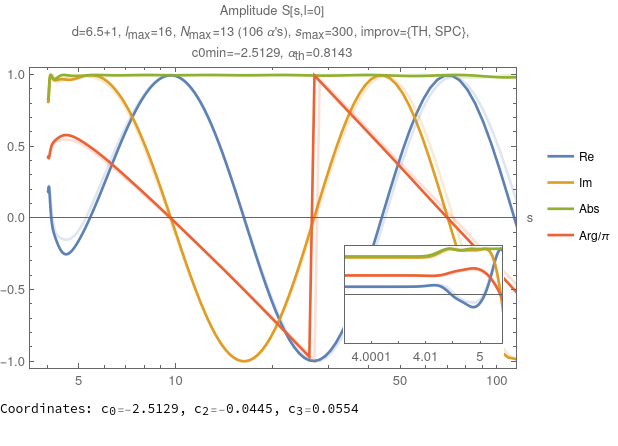 Amplitude S[s,l=0]
d=6.5+1, lmax=16, Nmax=13 (106 α's), smax=300, improv={TH, SPC},
c0min=−2.5129, αth=0.8143
1.0
0.5
0.0
−0.5
−1.0
5
10
50
100
s
Re
Im
Abs
Arg/π
4.0001
4.01
5
Coordinates: c0=−2.5129, c2=−0.0445, c3=0.0554